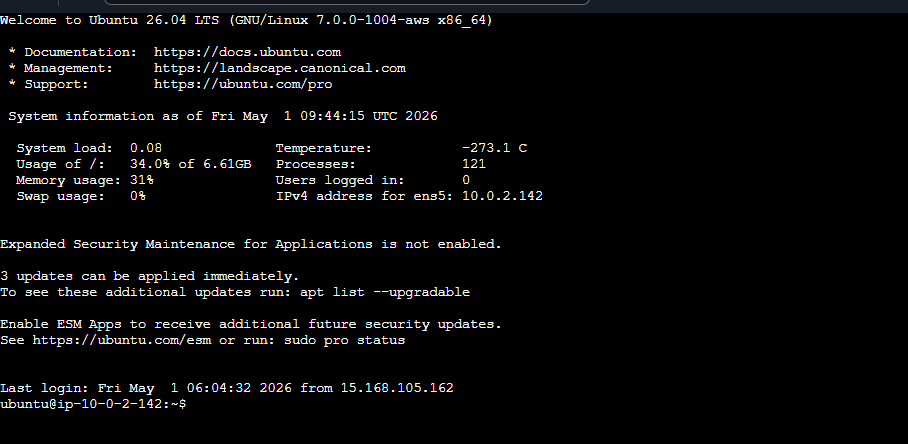 Welcome to Ubuntu 26.04 LTS (GNU/Linux 7.0.0-1004-aws x86_64)
* Documentation:  https://docs.ubuntu.com
* Management:     https://landscape.canonical.com
* Support:        https://ubuntu.com/pro
System information as of Fri May  1 09:44:15 UTC 2026
System load:  0.08               Temperature:           -273.1 C
Usage of /:   34.0% of 6.61GB   Processes:             121
Memory usage: 31%               Users logged in:       0
Swap usage:   0%                IPv4 address for ens5: 10.0.2.142
Expanded Security Maintenance for Applications is not enabled.
3 updates can be applied immediately.
To see these additional updates run: apt list --upgradable
Enable ESM Apps to receive additional future security updates.
See https://ubuntu.com/esm or run: sudo pro status
Last login: Fri May  1 06:04:32 2026 from 15.168.105.162
ubuntu@ip-10-0-2-142:~$